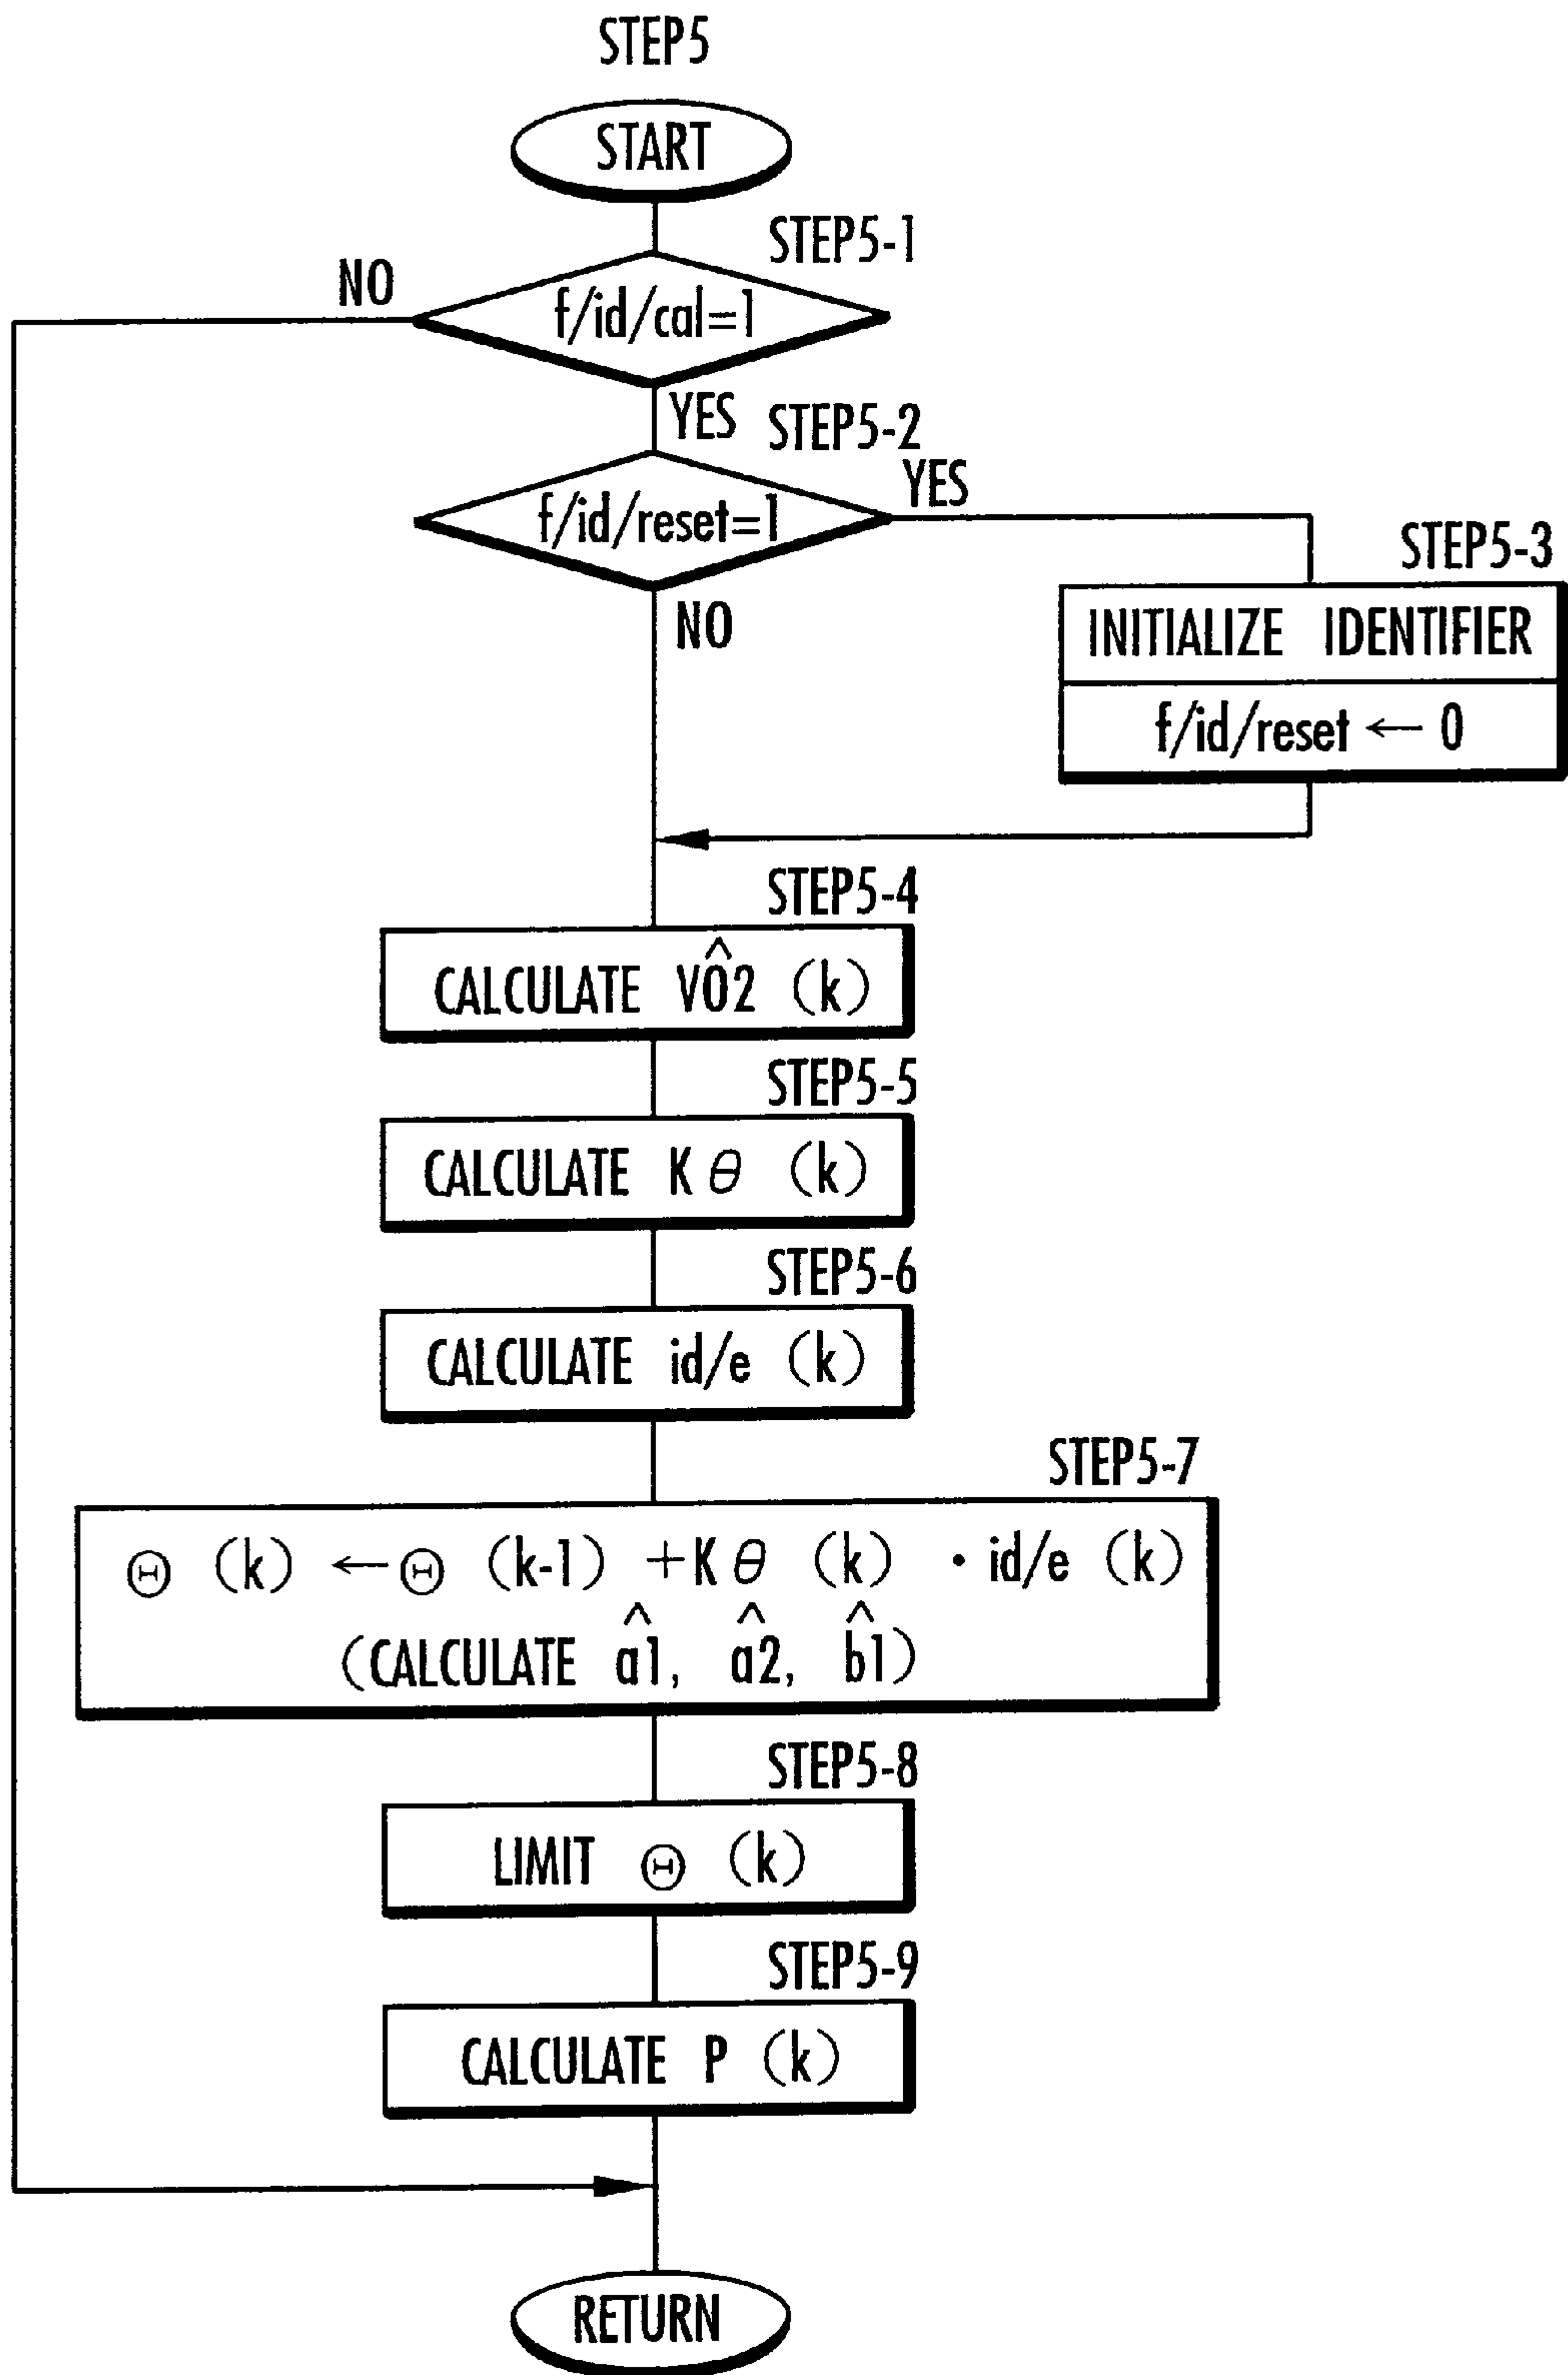 STEP5
START
STEP5-1
NO
f/id/cal=1
YES
STEP5-2
YES
f/id/reset=1
STEP5-3
NO
INITIALIZE IDENTIFIER
f/id/reset ← 0
STEP5-4
CALCULATE VÔ2 (k)
STEP5-5
CALCULATE Kθ (k)
STEP5-6
CALCULATE id/e (k)
STEP5-7
Θ (k) ← Θ (k-1) +Kθ (k) · id/e (k)
(CALCULATE â1, â2, b̂1)
STEP5-8
LIMIT Θ (k)
STEP5-9
CALCULATE P (k)
RETURN